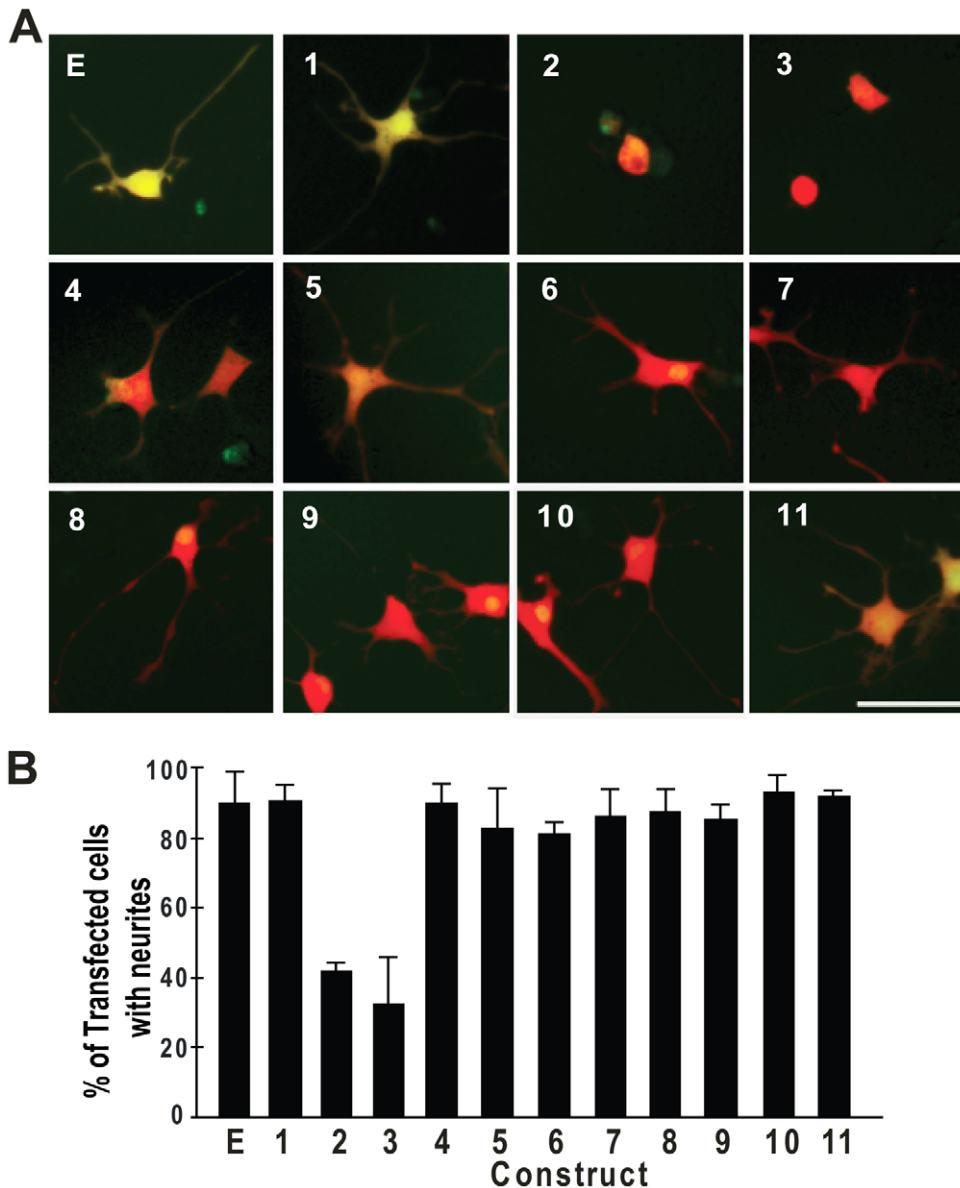 A
E 1 2 3
4 5 6 7
8 9 10 11
B
100
80
60
40
20
0
% of Transfected cells
with neurites
E 1 2 3 4 5 6 7 8 9 10 11
Construct